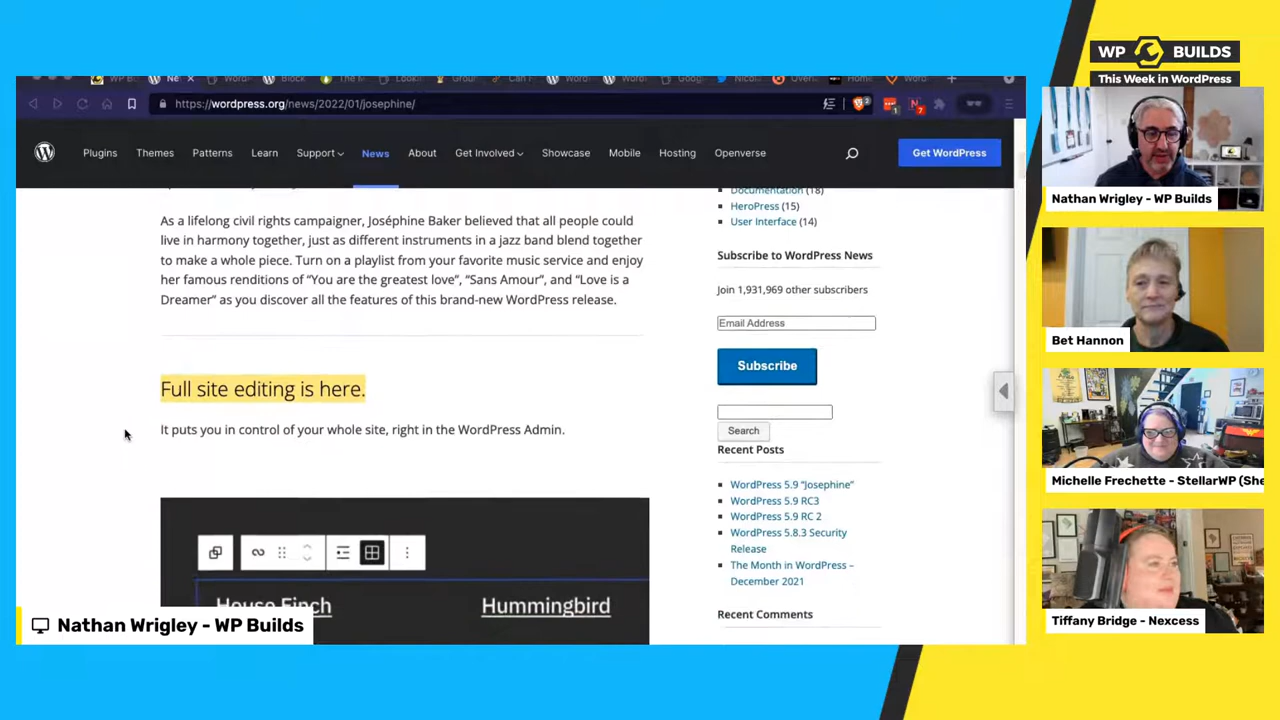 WP BUILDS
This Week in WordPress
https://wordpress.org/news/2022/01/josephine/
Plugins Themes Patterns Learn Support News About Get Involved Showcase Mobile Hosting Openverse Get WordPress
As a lifelong civil rights campaigner, Joséphine Baker believed that all people could
live in harmony together, just as different instruments in a jazz band blend together
to make a whole piece. Turn on a playlist from your favorite music service and enjoy
her famous renditions of “You are the greatest love”, “Sans Amour”, and “Love is a
Dreamer” as you discover all the features of this brand-new WordPress release.
Full site editing is here.
It puts you in control of your whole site, right in the WordPress Admin.
House Finch
Hummingbird
Documentation (18)
HeroPress (15)
User Interface (14)
Subscribe to WordPress News
Join 1,931,969 other subscribers
Email Address
Subscribe
Search
Recent Posts
WordPress 5.9 “Josephine”
WordPress 5.9 RC3
WordPress 5.9 RC 2
WordPress 5.8.3 Security
Release
The Month in WordPress –
December 2021
Recent Comments
Nathan Wrigley - WP Builds
Nathan Wrigley - WP Builds
Bet Hannon
Michelle Frechette - StellarWP (She
Tiffany Bridge - Nexcess